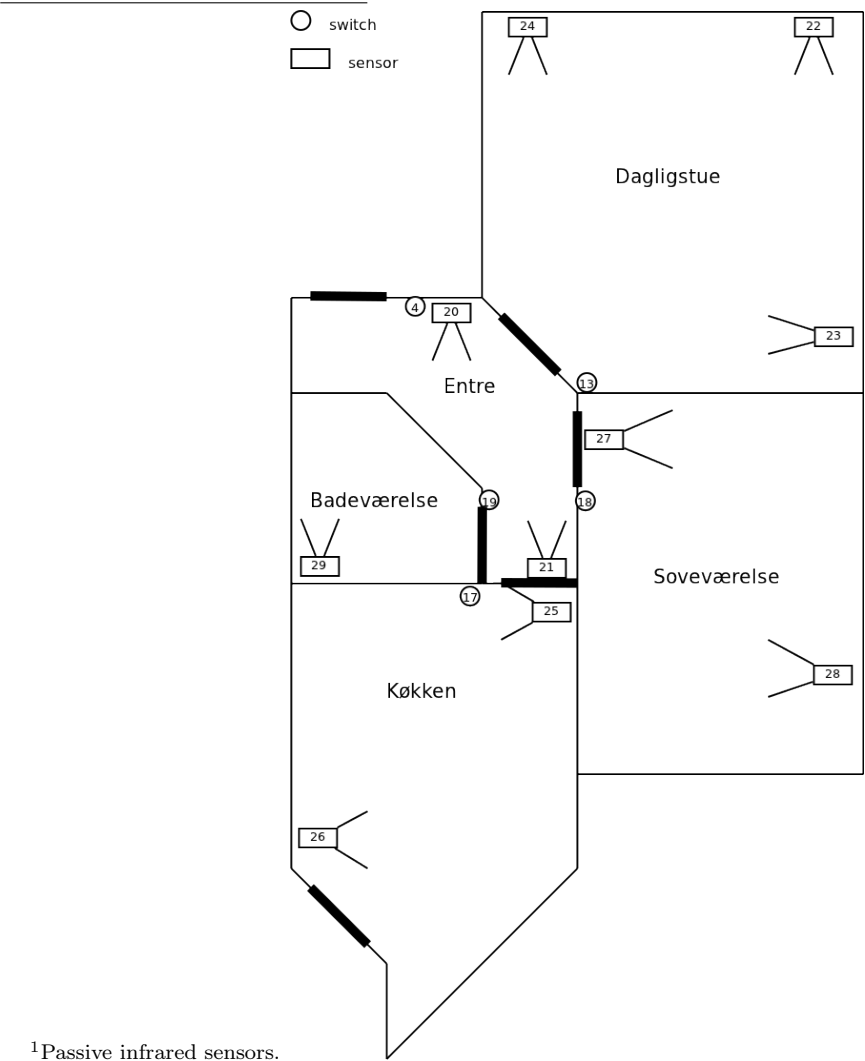 switch
sensor
24
22
Dagligstue
4
20
23
Entre
13
27
Badeværelse
19
18
29
21
Soveværelse
17
25
28
Køkken
26
¹Passive infrared sensors.